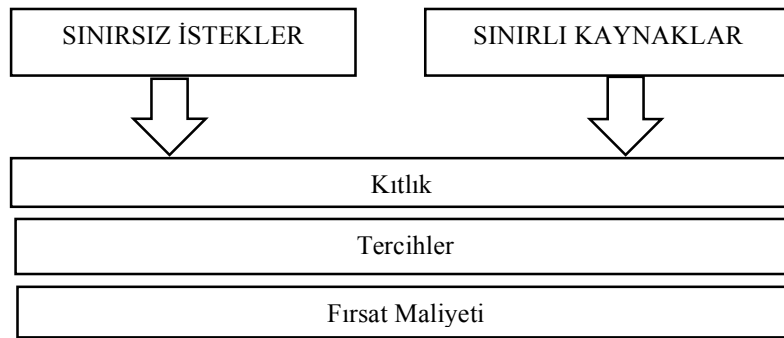 SINIRSIZ İSTEKLER
SINIRLI KAYNAKLAR
Kıtlık
Tercihler
Fırsat Maliyeti